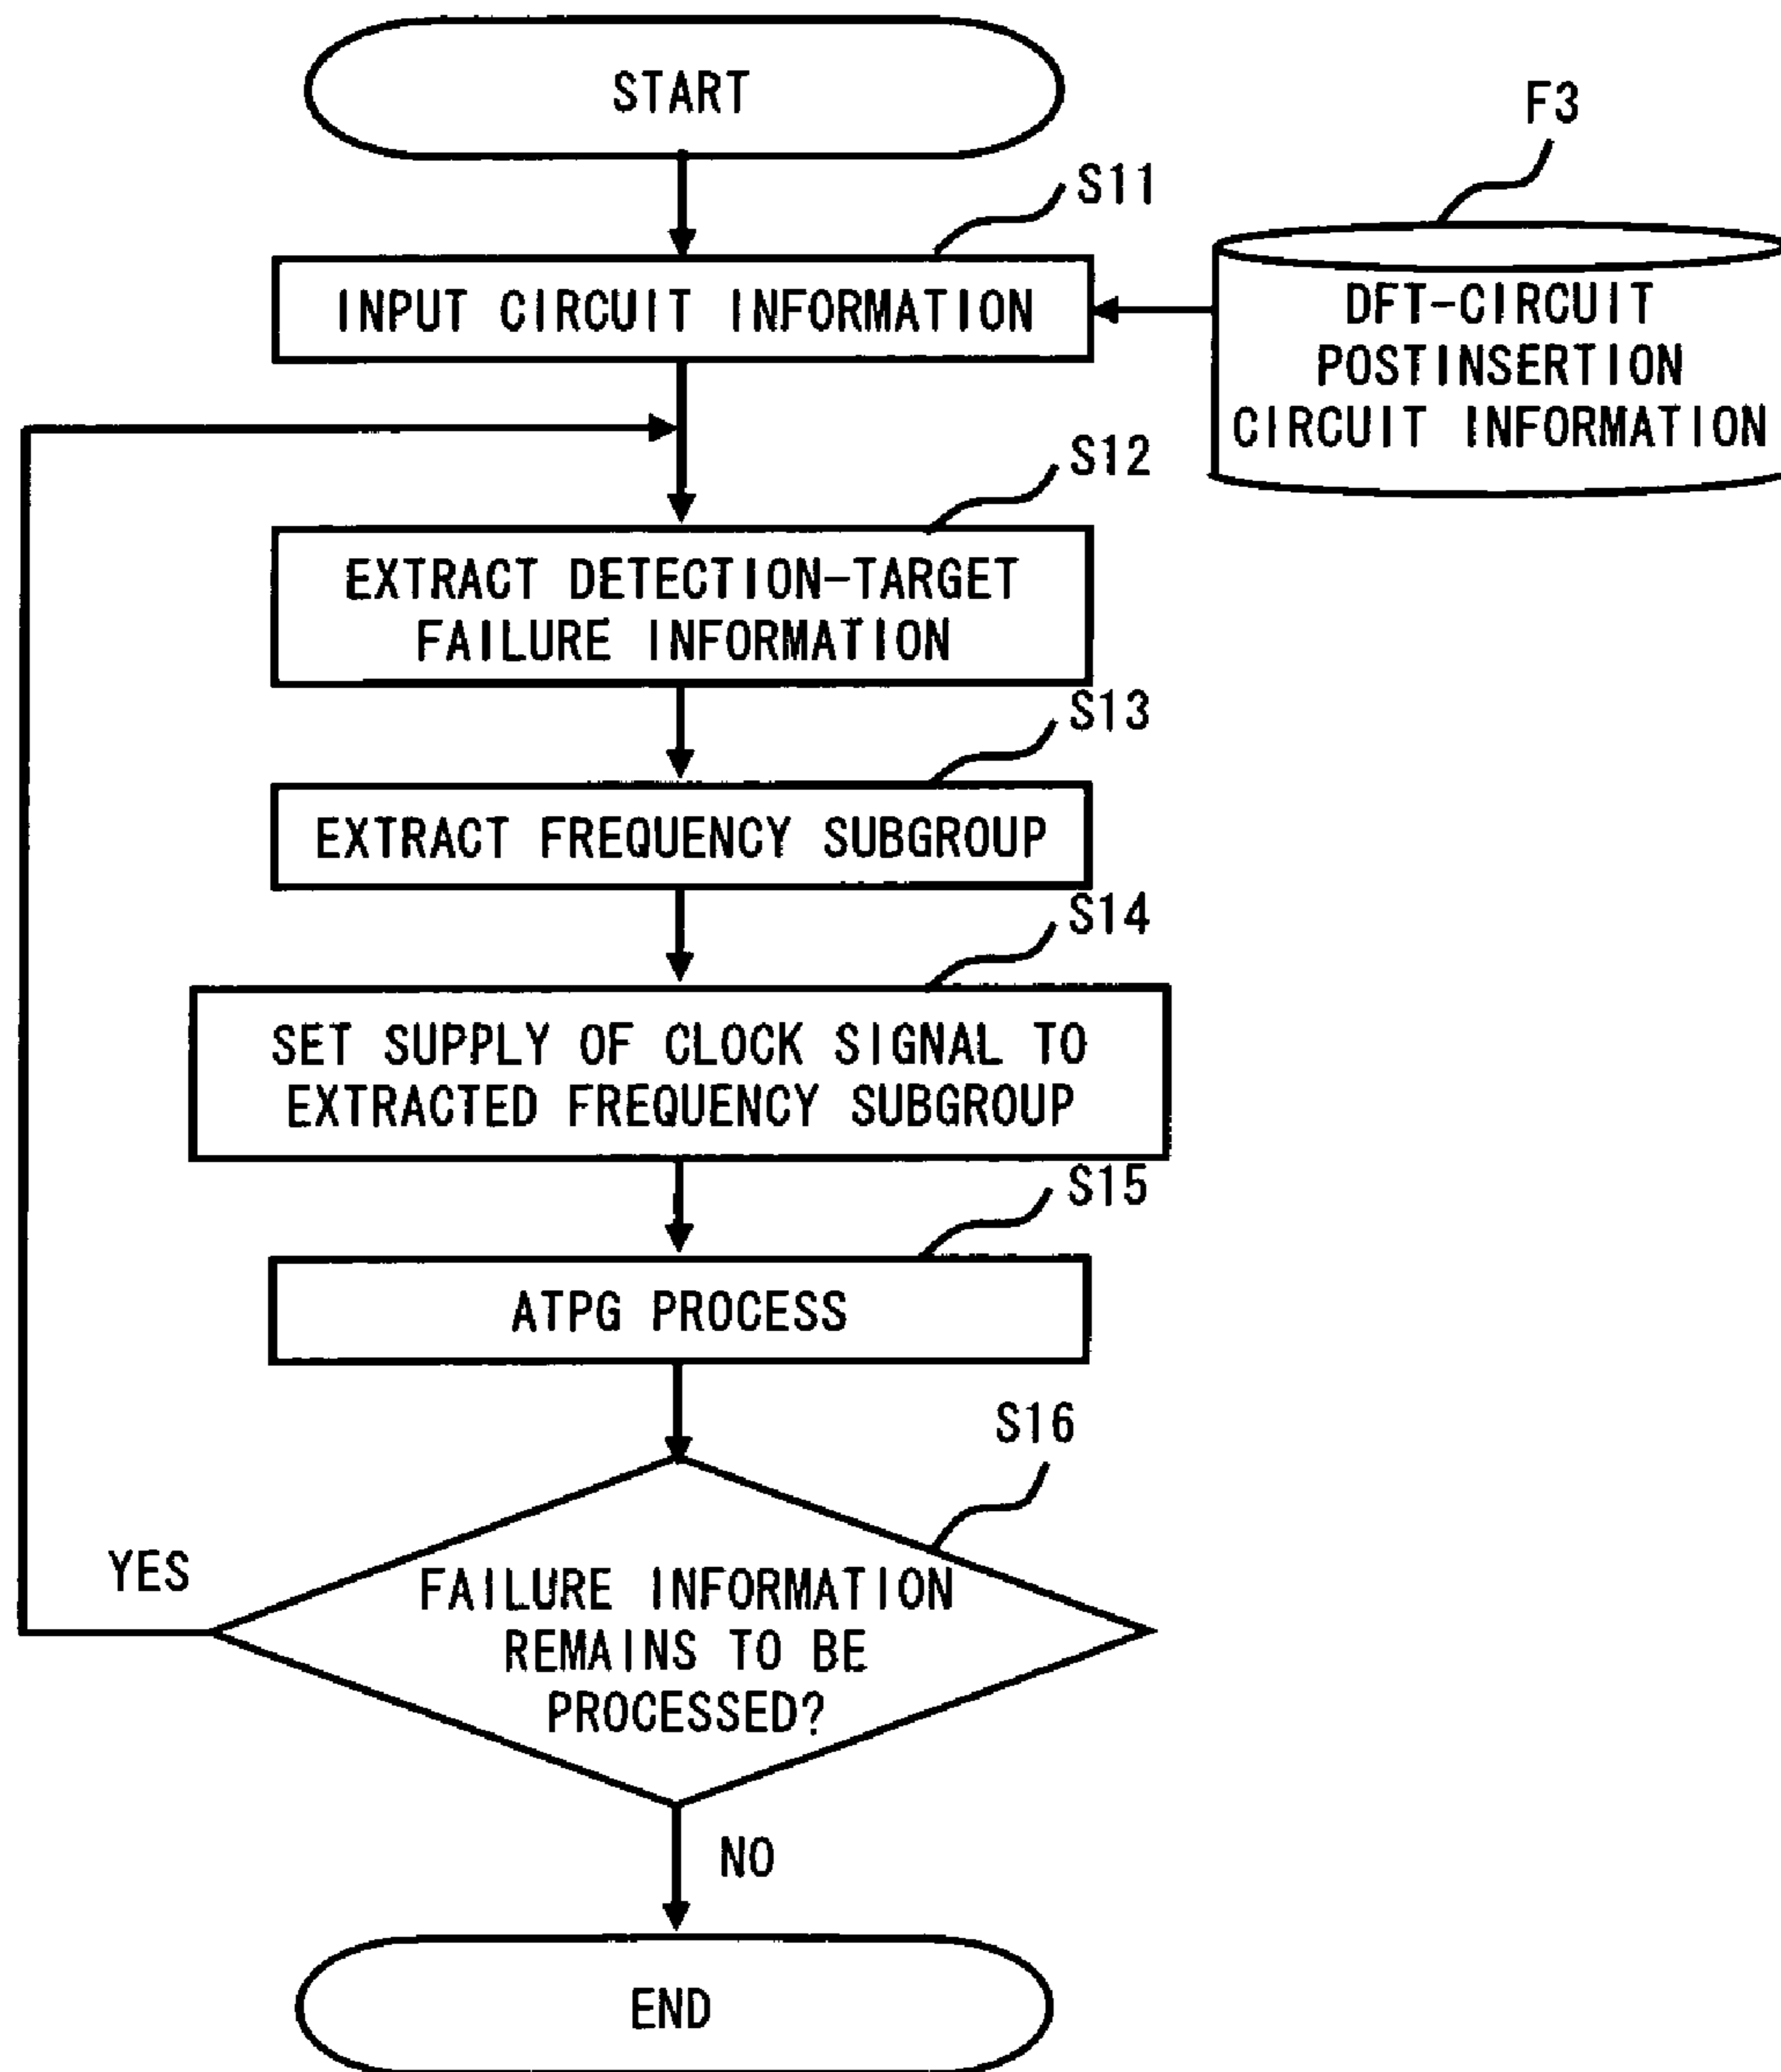 START
F3
S11
INPUT CIRCUIT INFORMATION
DFT-CIRCUIT
POSTINSERTION
CIRCUIT INFORMATION
S12
EXTRACT DETECTION-TARGET
FAILURE INFORMATION
S13
EXTRACT FREQUENCY SUBGROUP
S14
SET SUPPLY OF CLOCK SIGNAL TO
EXTRACTED FREQUENCY SUBGROUP
S15
ATPG PROCESS
S16
YES
FAILURE INFORMATION
REMAINS TO BE
PROCESSED?
NO
END